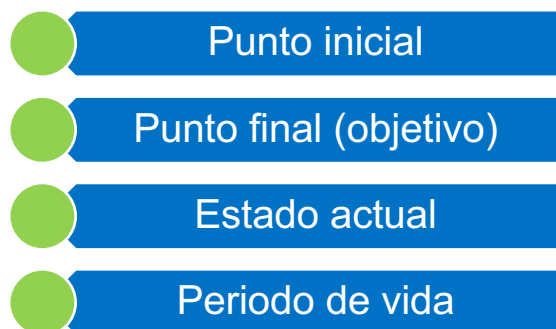 Punto inicial
Punto final (objetivo)
Estado actual
Periodo de vida